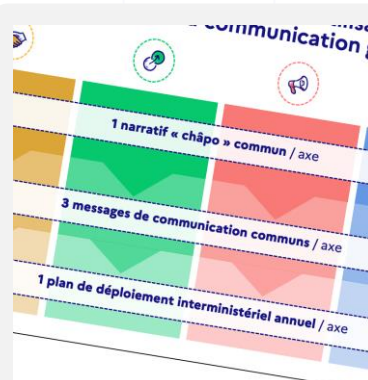 communication
1 narratif « châpo » commun / axe
3 messages de communication communs / axe
1 plan de déploiement interministériel annuel / axe